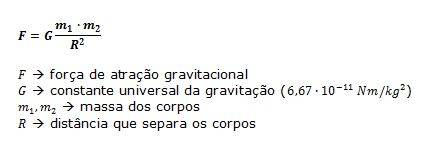 F = G m₁ · m₂ / R²
F → força de atração gravitacional
G → constante universal da gravitação (6,67 · 10⁻¹¹ Nm/kg²)
m₁, m₂ → massa dos corpos
R → distância que separa os corpos